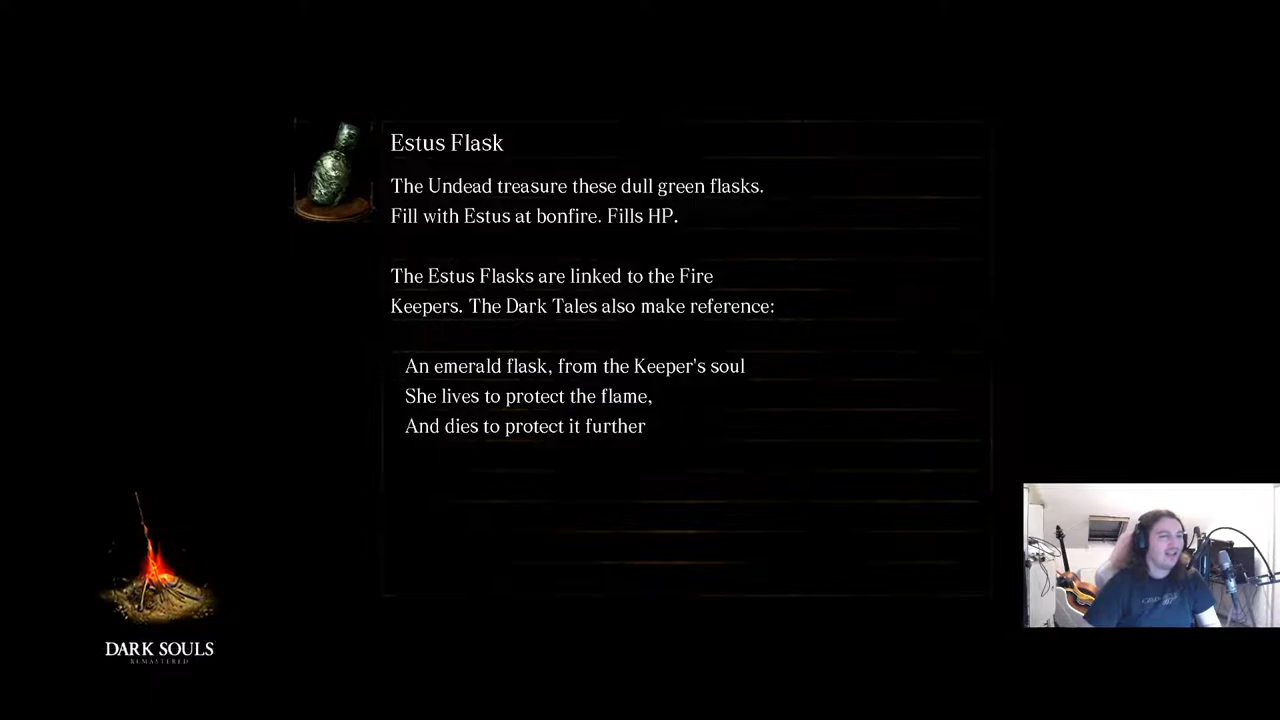 Estus Flask
The Undead treasure these dull green flasks.
Fill with Estus at bonfire. Fills HP.
The Estus Flasks are linked to the Fire
Keepers. The Dark Tales also make reference:
An emerald flask, from the Keeper's soul
She lives to protect the flame,
And dies to protect it further
DARK SOULS
REMASTERED